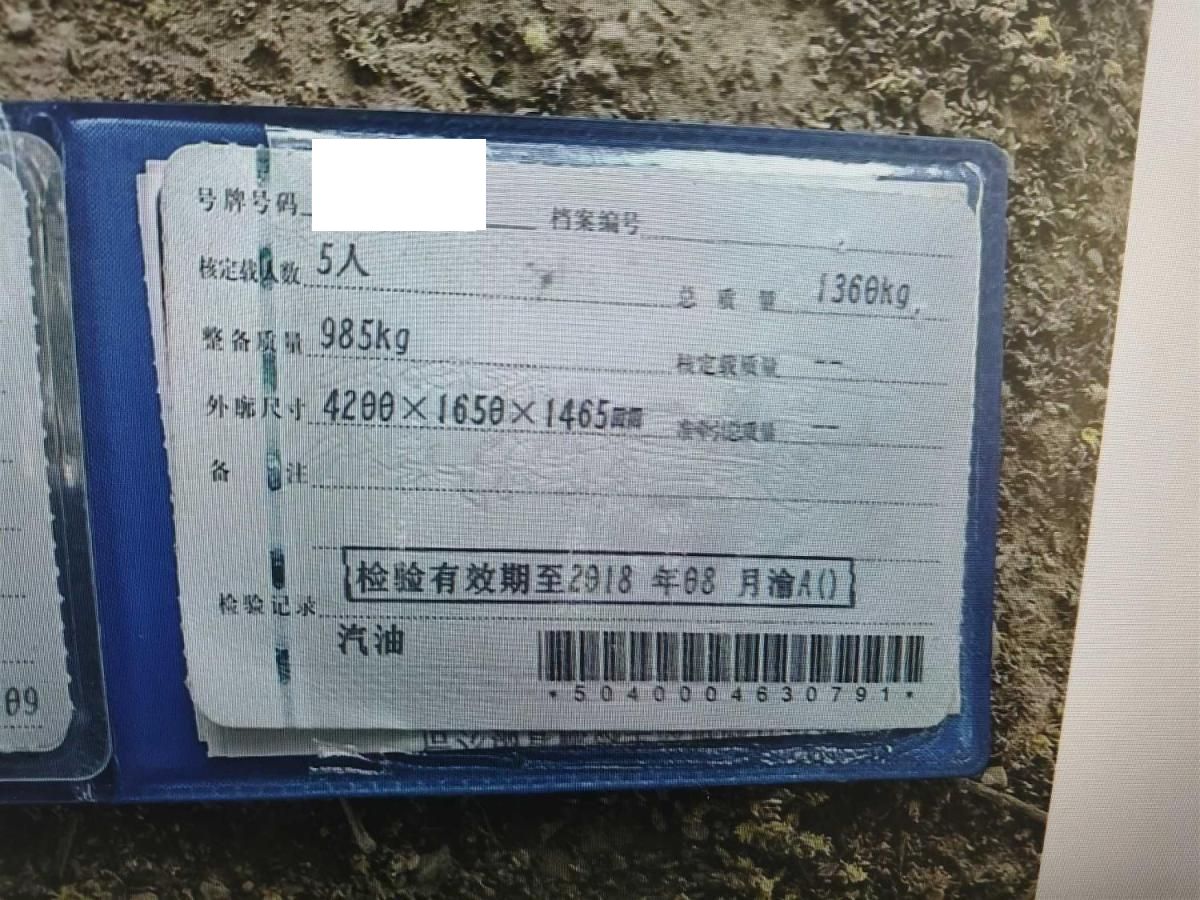 号牌号码 档案编号
核定载人数 5人 总质量 1360kg
整备质量 985kg 核定载质量 --
外廓尺寸 4200×1650×1465mm 准牵引总质量 --
备注
检验记录 检验有效期至2018年08月渝A()
汽油
*5040004630791*
09